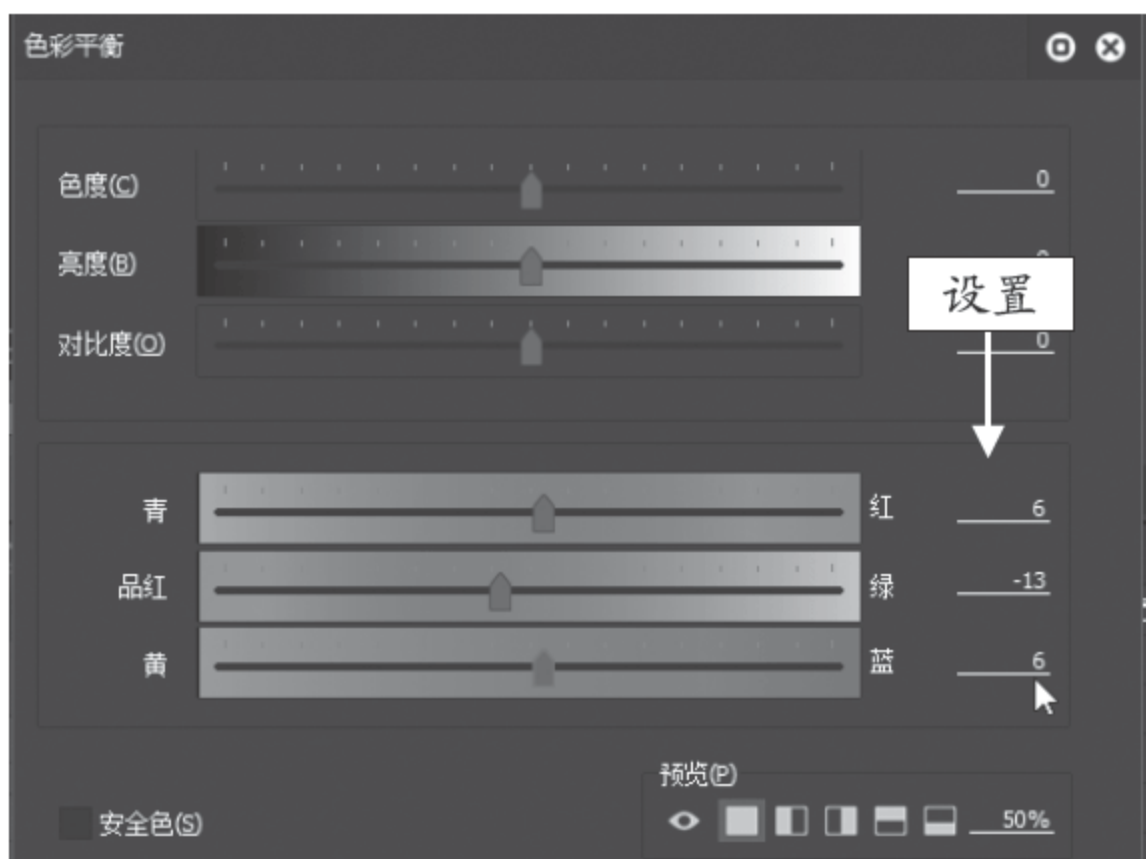 色彩平衡
色度(C) 0
亮度(B)
设置
对比度(O) 0
青 红 6
品红 绿 -13
黄 蓝 6
预览(P)
安全色(S) 50%